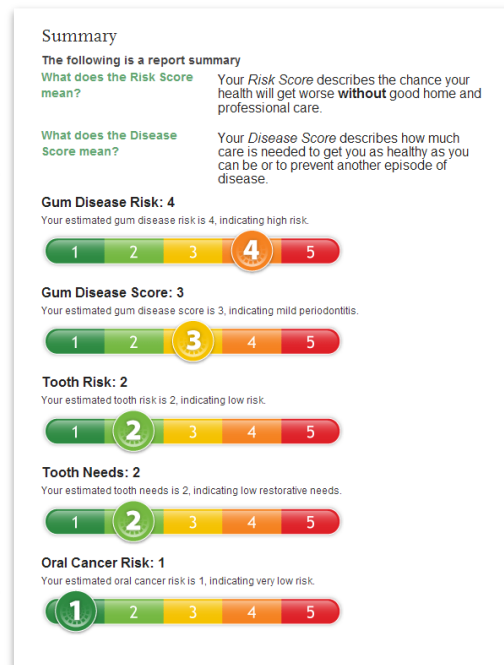 Summary
The following is a report summary
What does the Risk Score
mean?
Your Risk Score describes the chance your
health will get worse without good home and
professional care.
What does the Disease
Score mean?
Your Disease Score describes how much
care is needed to get you as healthy as you
can be or to prevent another episode of
disease.
Gum Disease Risk: 4
Your estimated gum disease risk is 4, indicating high risk.
1 2 3 4 5
Gum Disease Score: 3
Your estimated gum disease score is 3, indicating mild periodontitis.
1 2 3 4 5
Tooth Risk: 2
Your estimated tooth risk is 2, indicating low risk.
1 2 3 4 5
Tooth Needs: 2
Your estimated tooth needs is 2, indicating low restorative needs.
1 2 3 4 5
Oral Cancer Risk: 1
Your estimated oral cancer risk is 1, indicating very low risk.
1 2 3 4 5